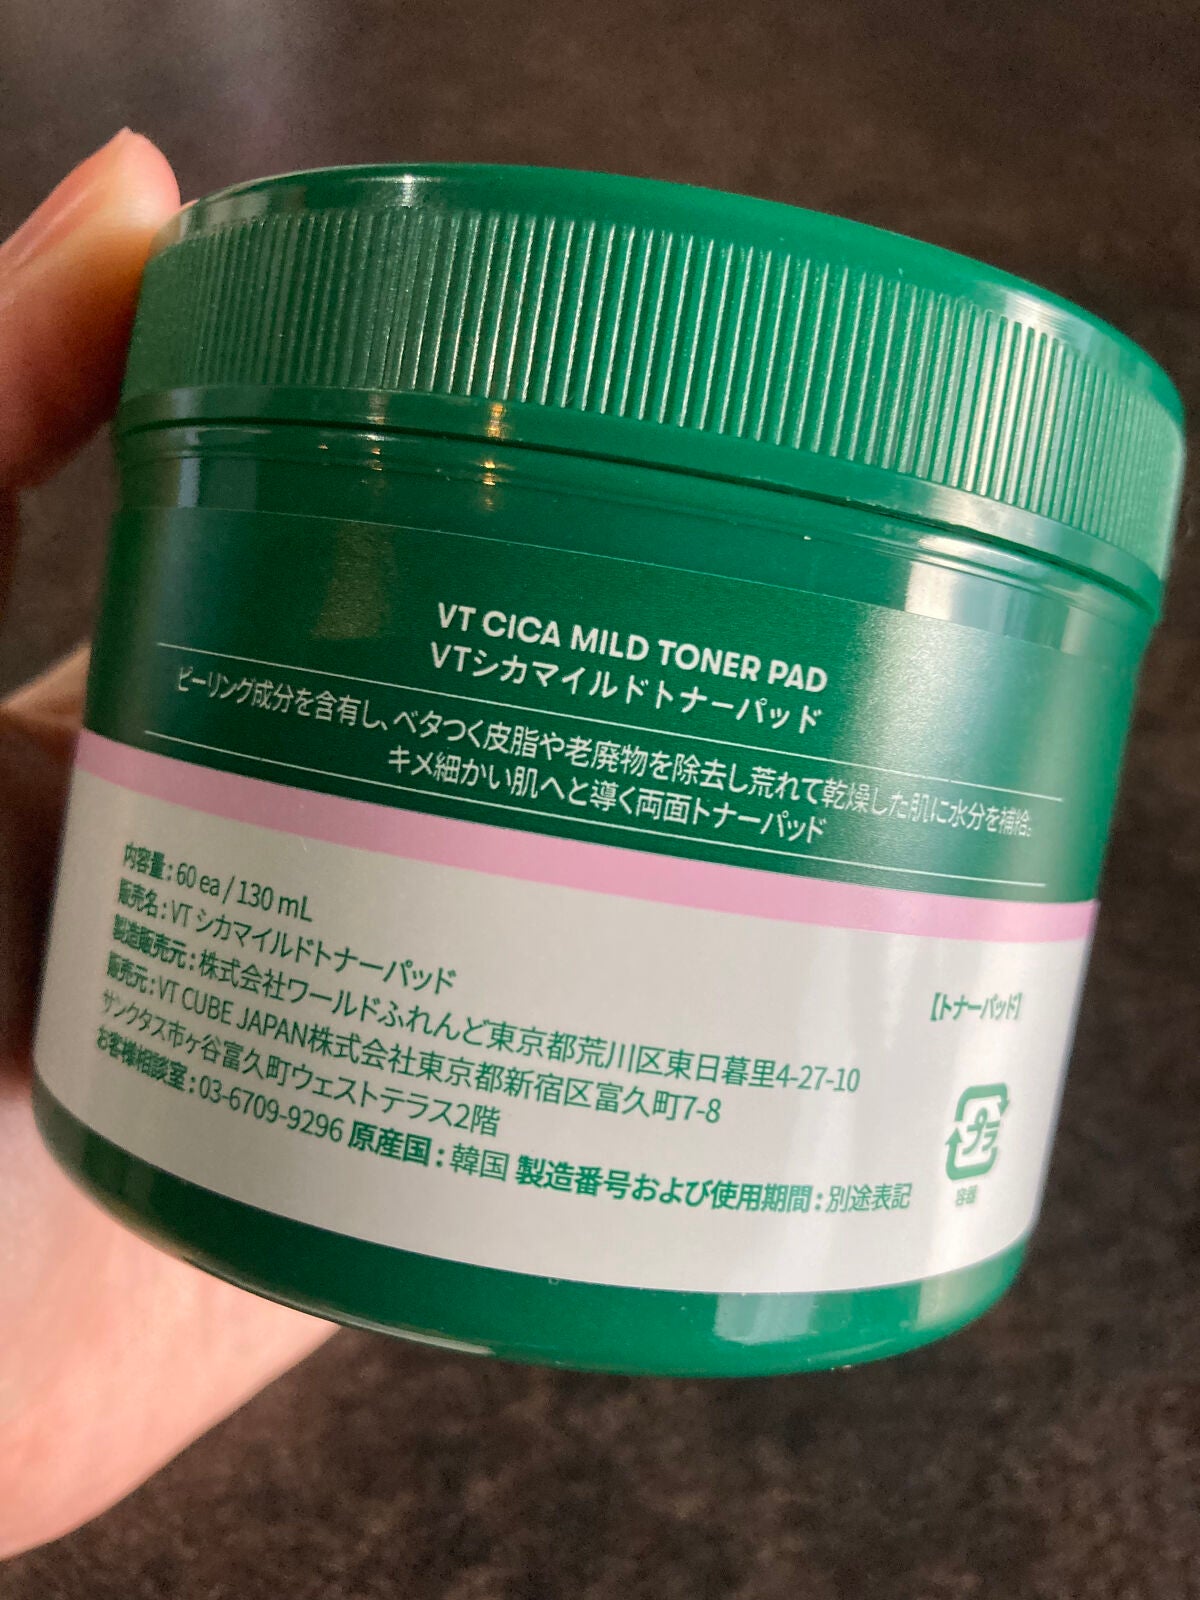 VT CICA MILD TONER PAD
VTシカマイルドトナーパッド
ピーリング成分を含有し、ベタつく皮脂や老廃物を除去し荒れて乾燥した肌に水分を補給。
キメ細かい肌へと導く両面トナーパッド
内容量：60 ea / 130 mL
販売名：VT シカマイルドトナーパッド
製造販売元：株式会社ワールドふれんど東京都荒川区東日暮里4-27-10
販売元：VT CUBE JAPAN株式会社東京都新宿区富久町7-8
サンクタス市ヶ谷富久町ウェストテラス2階
お客様相談室：03-6709-9296 原産国：韓国 製造番号および使用期間：別途表記
【トナーパッド】
プラ
容器